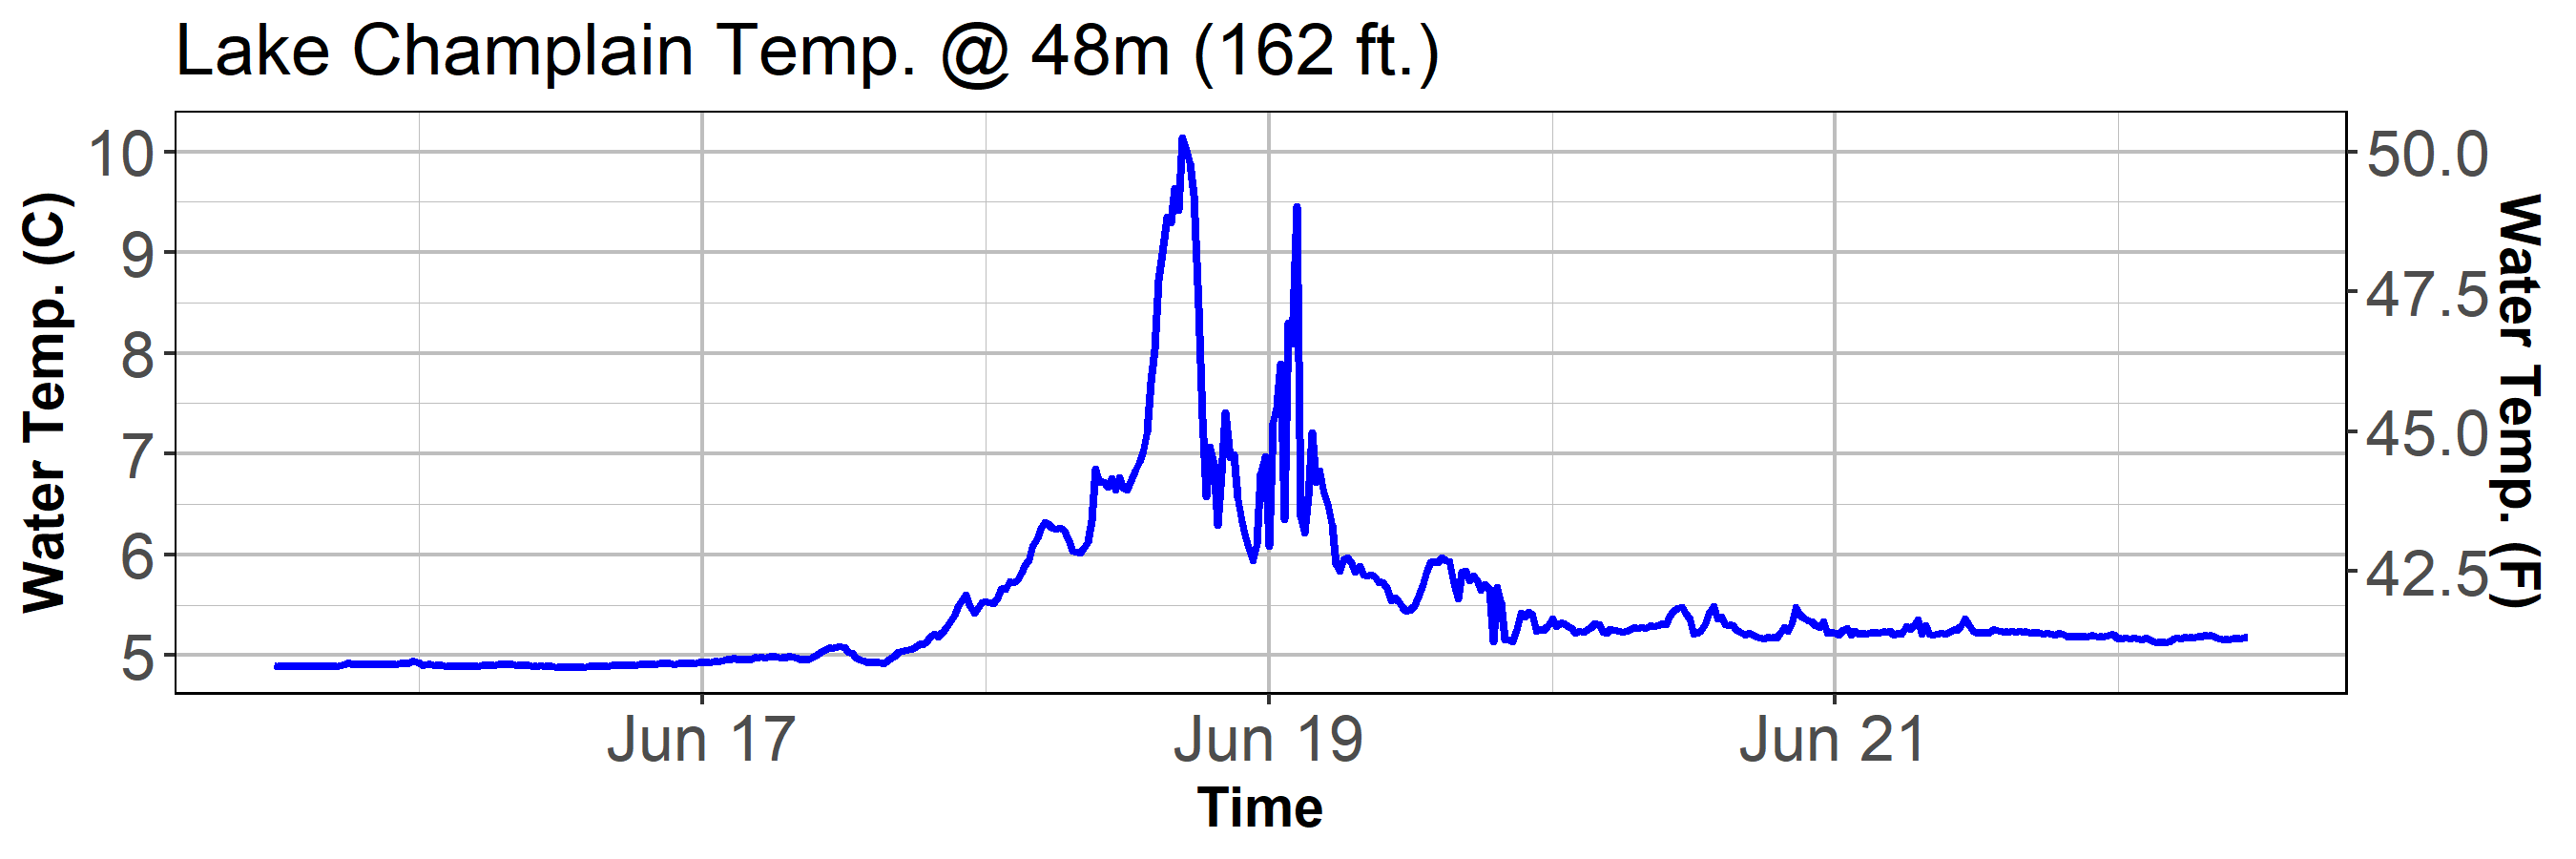 Lake Champlain Temp. @ 48m (162 ft.)
Water Temp. (C)
10
9
8
7
6
5
50.0
47.5
45.0
42.5
Water Temp. (F)
Jun 17 Jun 19 Jun 21
Time